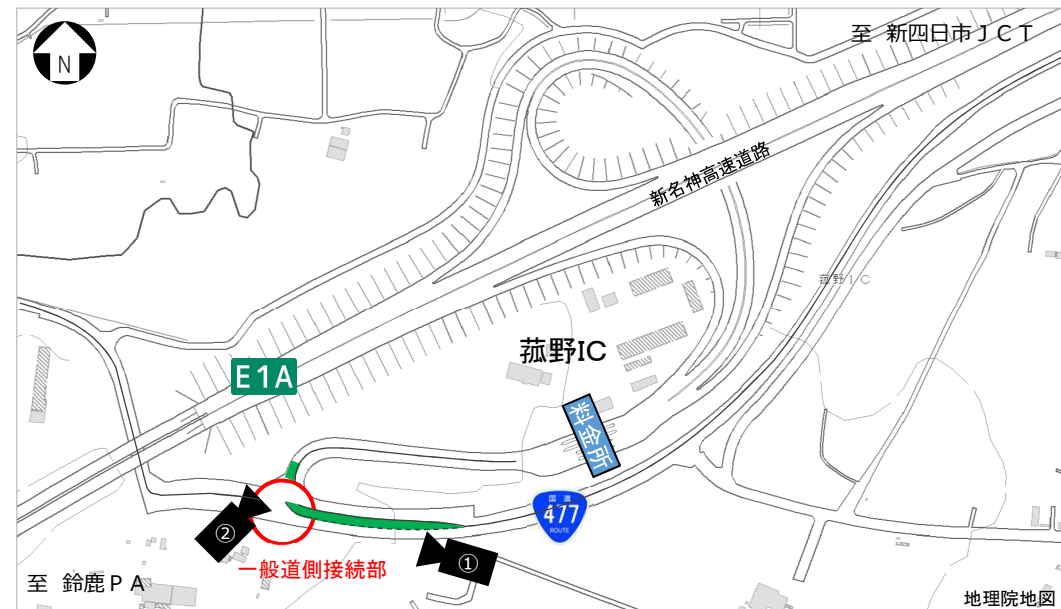 N
至 新四日市JCT
新名神高速道路
菰野IC
菰野IC
E1A
料金所
国道
477
ROUTE
②
①
一般道側接続部
至 鈴鹿PA
地理院地図